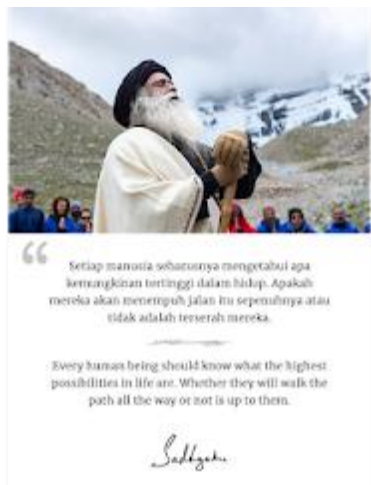 “
Setiap manusia seharusnya mengetahui apa
kemungkinan tertinggi dalam hidup. Apakah
mereka akan menempuh jalan itu sepenuhnya atau
tidak adalah terserah mereka.
Every human being should know what the highest
possibilities in life are. Whether they will walk the
path all the way or not is up to them.
Sadhguru